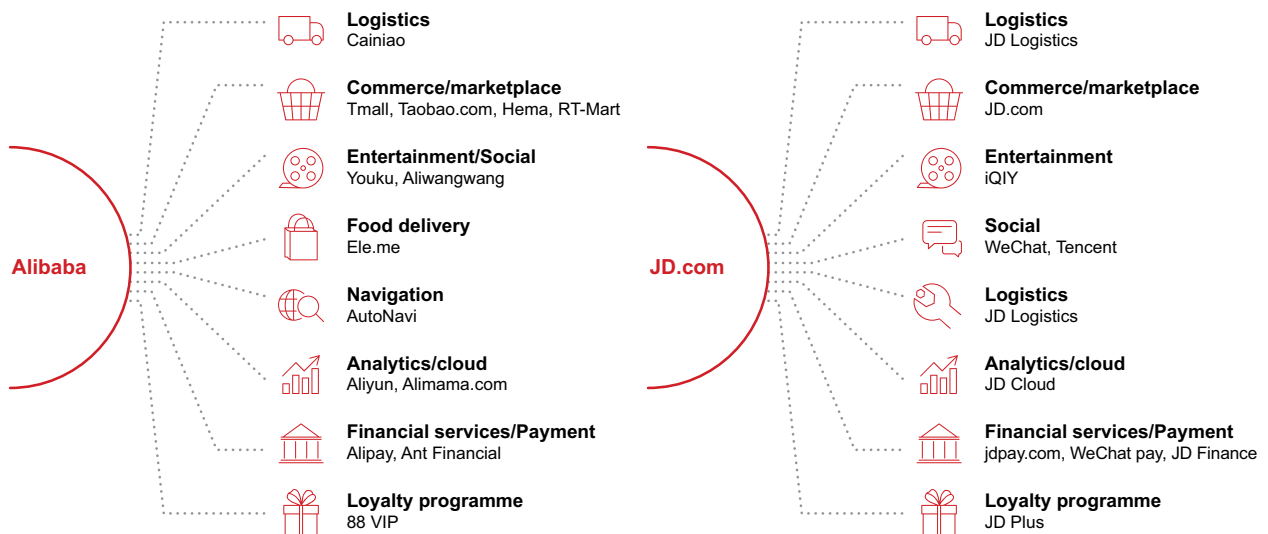 Alibaba
Logistics
Cainiao
Commerce/marketplace
Tmall, Taobao.com, Hema, RT-Mart
Entertainment/Social
Youku, Aliwangwang
Food delivery
Ele.me
Navigation
AutoNavi
Analytics/cloud
Aliyun, Alimama.com
Financial services/Payment
Alipay, Ant Financial
Loyalty programme
88 VIP
JD.com
Logistics
JD Logistics
Commerce/marketplace
JD.com
Entertainment
iQIY
Social
WeChat, Tencent
Logistics
JD Logistics
Analytics/cloud
JD Cloud
Financial services/Payment
jdpay.com, WeChat pay, JD Finance
Loyalty programme
JD Plus